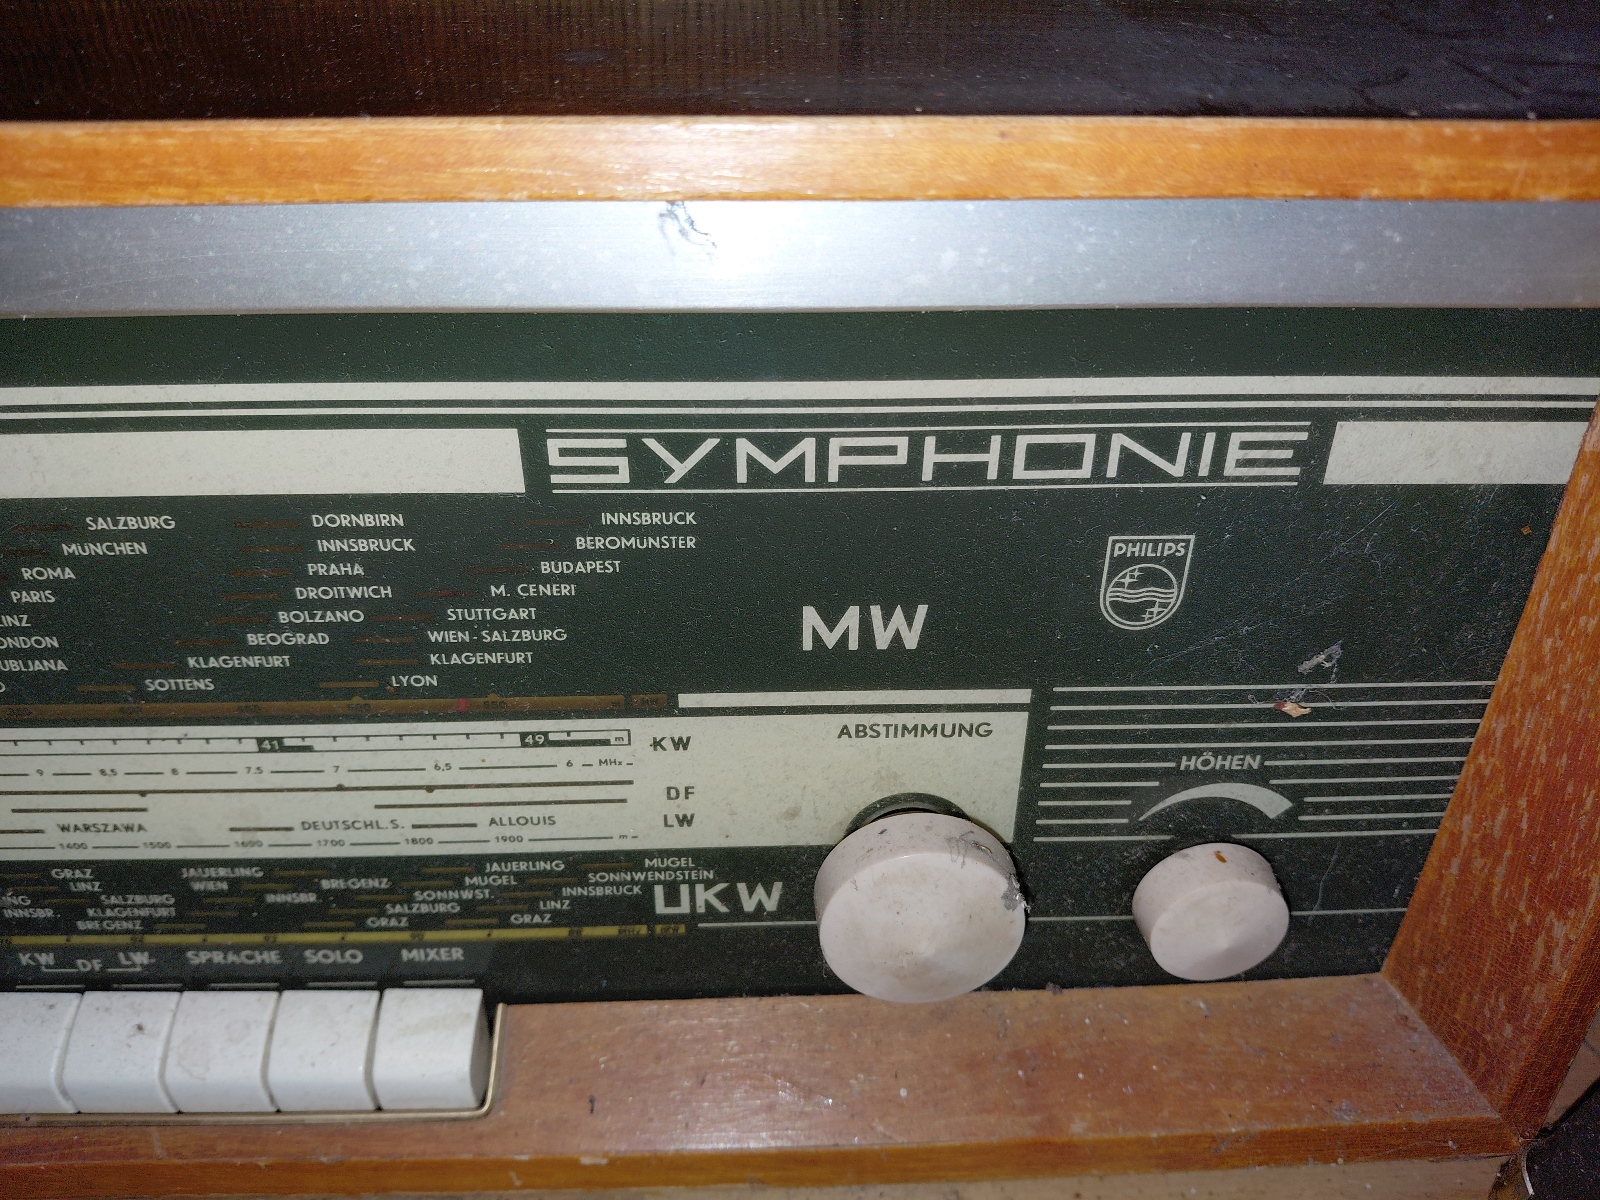 SYMPHONIE
SALZBURG DORNBIRN INNSBRUCK
MÜNCHEN INNSBRUCK BEROMÜNSTER
ROMA PRAHA BUDAPEST
PARIS DROITWICH M. CENERI
INZ BOLZANO STUTTGART
ONDON BEOGRAD WIEN - SALZBURG
UBLJANA KLAGENFURT KLAGENFURT
SOTTENS LYON
MW
PHILIPS
41 49 m KW
9 8,5 8 7,5 7 6,5 6 MHz
DF
WARSZAWA DEUTSCHL.S. ALLOUIS LW
1400 1500 1600 1700 1800 1900 m
ABSTIMMUNG
HÖHEN
GRAZ JAUERLING JAUERLING MUGEL
LINZ WIEN BREGENZ MUGEL SONNWENDSTEIN
NG SALZBURG INNSBR. SONNWST. INNSBRUCK
INNSBR. KLAGENFURT SALZBURG LINZ
BREGENZ GRAZ GRAZ
UKW
KW DF LW SPRACHE SOLO MIXER